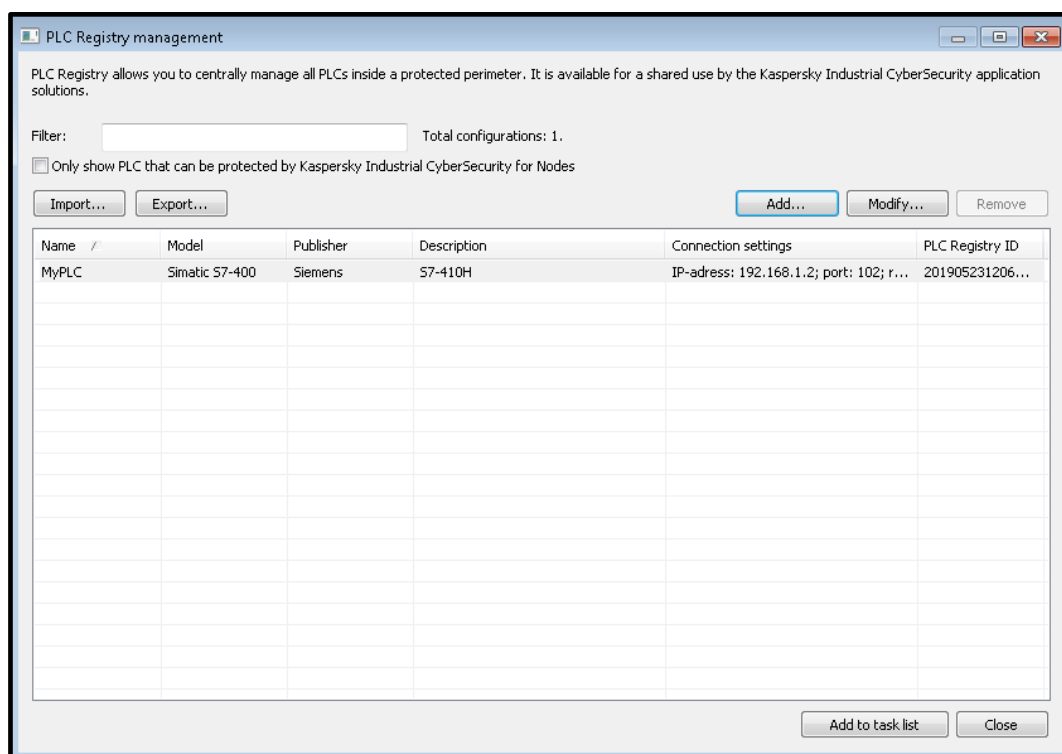 PLC Registry management
PLC Registry allows you to centrally manage all PLCs inside a protected perimeter. It is available for a shared use by the Kaspersky Industrial CyberSecurity application
solutions.
Filter: Total configurations: 1.
Only show PLC that can be protected by Kaspersky Industrial CyberSecurity for Nodes
Import... Export... Add... Modify... Remove
Name Model Publisher Description Connection settings PLC Registry ID
MyPLC Simatic S7-400 Siemens S7-410H IP-adress: 192.168.1.2; port: 102; r... 201905231206...
Add to task list Close